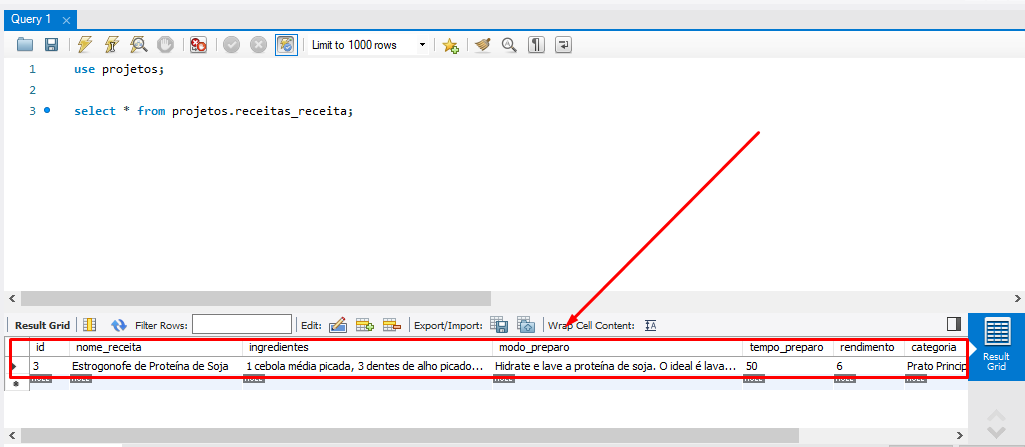 Query 1
Limit to 1000 rows
1 use projetos;
2
3 select * from projetos.receitas_receita;
Result Grid Filter Rows: Edit: Export/Import: Wrap Cell Content:
id nome_receita ingredientes modo_preparo tempo_preparo rendimento categoria
3 Estrogonofe de Proteína de Soja 1 cebola média picada, 3 dentes de alho picado... Hidrate e lave a proteína de soja. O ideal é lava... 50 6 Prato Princip
NULL NULL NULL NULL NULL NULL NULL
Result
Grid